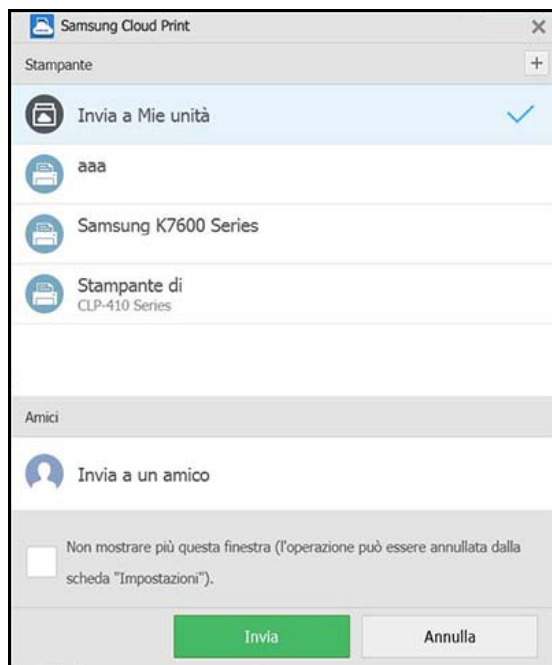 Samsung Cloud Print
Stampante
Invia a Mie unità
aaa
Samsung K7600 Series
Stampante di
CLP-410 Series
Amici
Invia a un amico
Non mostrare più questa finestra (l'operazione può essere annullata dalla
scheda "Impostazioni").
Invia
Annulla